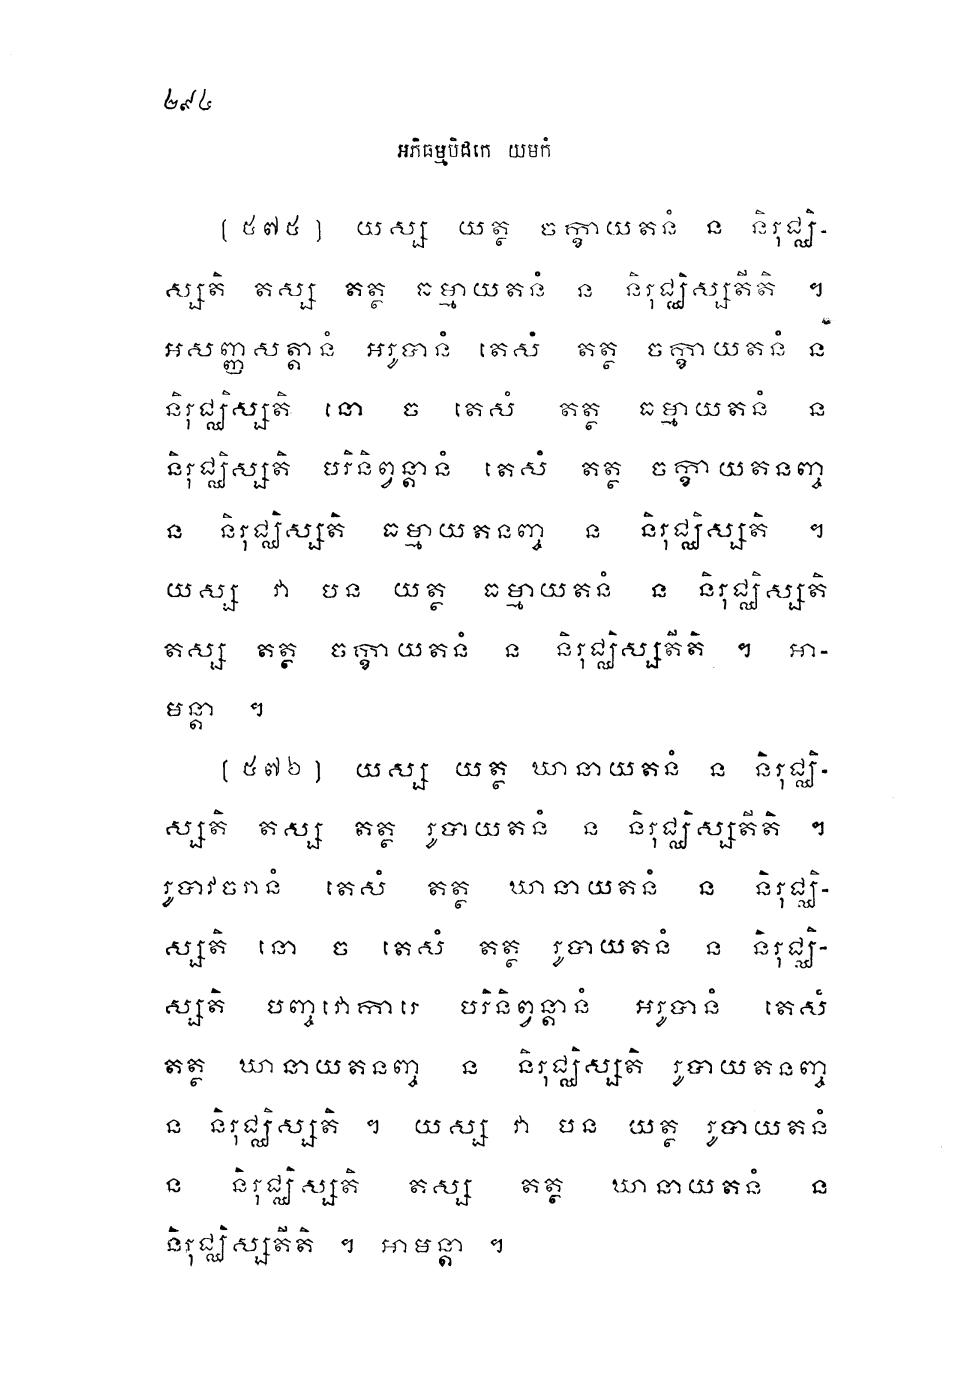 ២៩៤
អភិធម្មបិដកេ យមកំ
[៥៧៥] យស្ស យត្ថ ចក្ខាយតនំ ន និរុជ្ឈិ-
ស្សតិ តស្ស តត្ថ ធម្មាយតនំ ន និរុជ្ឈិស្សតីតិ ។
អសញ្ញសត្តានំ អរូបានំ តេសំ តត្ថ ចក្ខាយតនំ ន
និរុជ្ឈិស្សតិ នោ ច តេសំ តត្ថ ធម្មាយតនំ ន
និរុជ្ឈិស្សតិ បរិនិព្វន្តានំ តេសំ តត្ថ ចក្ខាយតនញ្ច
ន និរុជ្ឈិស្សតិ ធម្មាយតនញ្ច ន និរុជ្ឈិស្សតិ ។
យស្ស វា បន យត្ថ ធម្មាយតនំ ន និរុជ្ឈិស្សតិ
តស្ស តត្ថ ចក្ខាយតនំ ន និរុជ្ឈិស្សតីតិ ។ អា-
មន្តា ។
[៥៧៦] យស្ស យត្ថ ឃានាយតនំ ន និរុជ្ឈិ-
ស្សតិ តស្ស តត្ថ រូបាយតនំ ន និរុជ្ឈិស្សតីតិ ។
រូបាវចរានំ តេសំ តត្ថ ឃានាយតនំ ន និរុជ្ឈិ-
ស្សតិ នោ ច តេសំ តត្ថ រូបាយតនំ ន និរុជ្ឈិ-
ស្សតិ បញ្ចវោការេ បរិនិព្វន្តានំ អរូបានំ តេសំ
តត្ថ ឃានាយតនញ្ច ន និរុជ្ឈិស្សតិ រូបាយតនញ្ច
ន និរុជ្ឈិស្សតិ ។ យស្ស វា បន យត្ថ រូបាយតនំ
ន និរុជ្ឈិស្សតិ តស្ស តត្ថ ឃានាយតនំ ន
និរុជ្ឈិស្សតីតិ ។ អាមន្តា ។